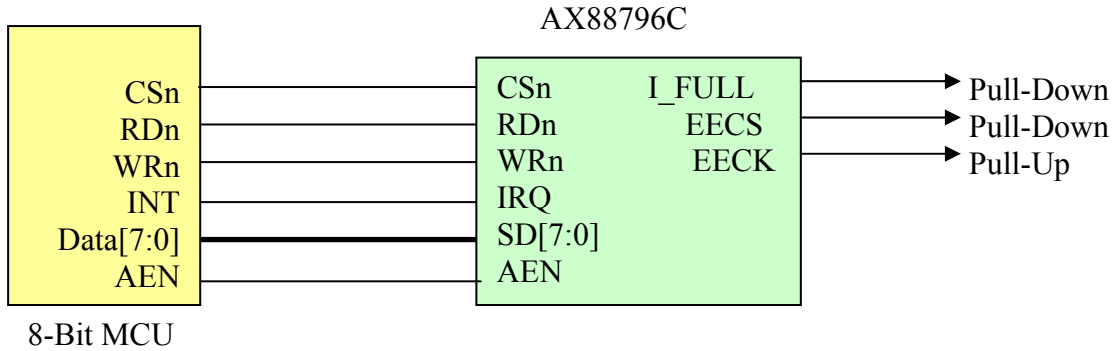 AX88796C
CSn
RDn
WRn
INT
Data[7:0]
AEN
8-Bit MCU
CSn I_FULL
RDn EECS
WRn EECK
IRQ
SD[7:0]
AEN
Pull-Down
Pull-Down
Pull-Up